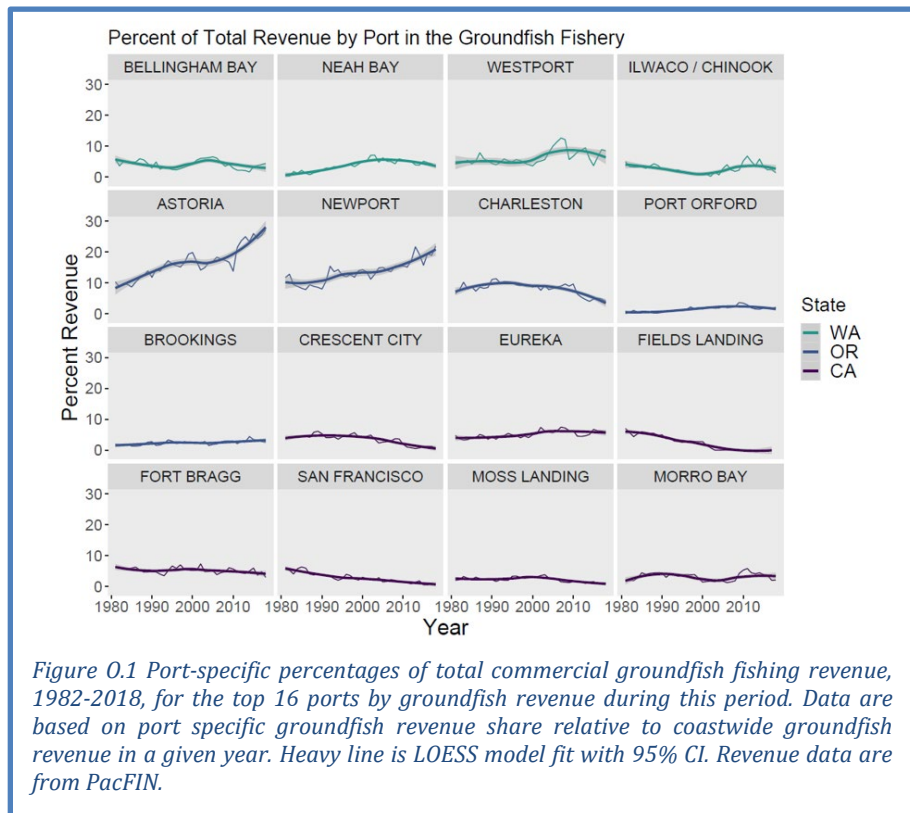 Percent of Total Revenue by Port in the Groundfish Fishery
BELLINGHAM BAY NEAH BAY WESTPORT ILWACO / CHINOOK
30
20
10
0
ASTORIA NEWPORT CHARLESTON PORT ORFORD
30
20
10
0
BROOKINGS CRESCENT CITY EUREKA FIELDS LANDING
30
20
10
0
FORT BRAGG SAN FRANCISCO MOSS LANDING MORRO BAY
30
20
10
0
1980 1990 2000 2010 1980 1990 2000 2010 1980 1990 2000 2010 1980 1990 2000 2010
Percent Revenue
Year
State
WA
OR
CA
Figure O.1 Port-specific percentages of total commercial groundfish fishing revenue,
1982-2018, for the top 16 ports by groundfish revenue during this period. Data are
based on port specific groundfish revenue share relative to coastwide groundfish
revenue in a given year. Heavy line is LOESS model fit with 95% CI. Revenue data are
from PacFIN.